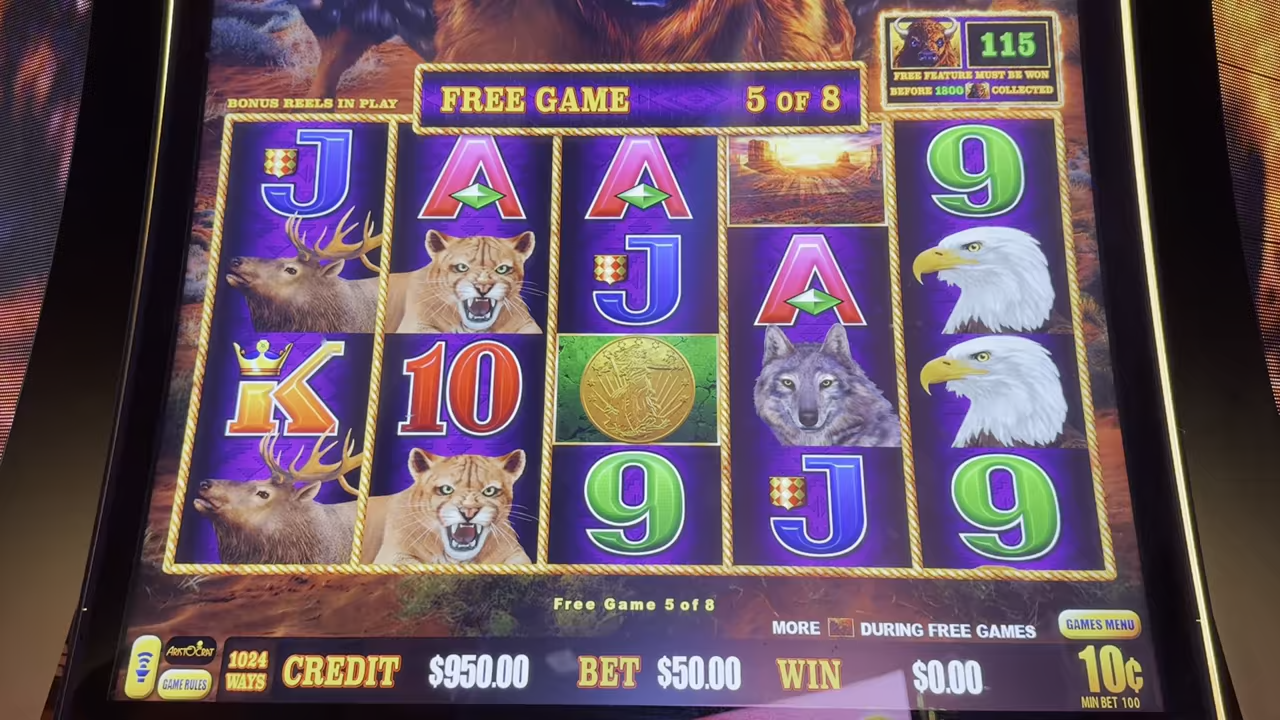 115
FREE FEATURE MUST BE WON
BEFORE 1800 COLLECTED
BONUS REELS IN PLAY
FREE GAME 5 OF 8
J A A 9
J A
K 10
9 J 9
Free Game 5 of 8
MORE DURING FREE GAMES
GAMES MENU
ARISTOCRAT
GAME RULES
1024 WAYS
CREDIT $950.00 BET $50.00 WIN $0.00
10¢
MIN BET 100